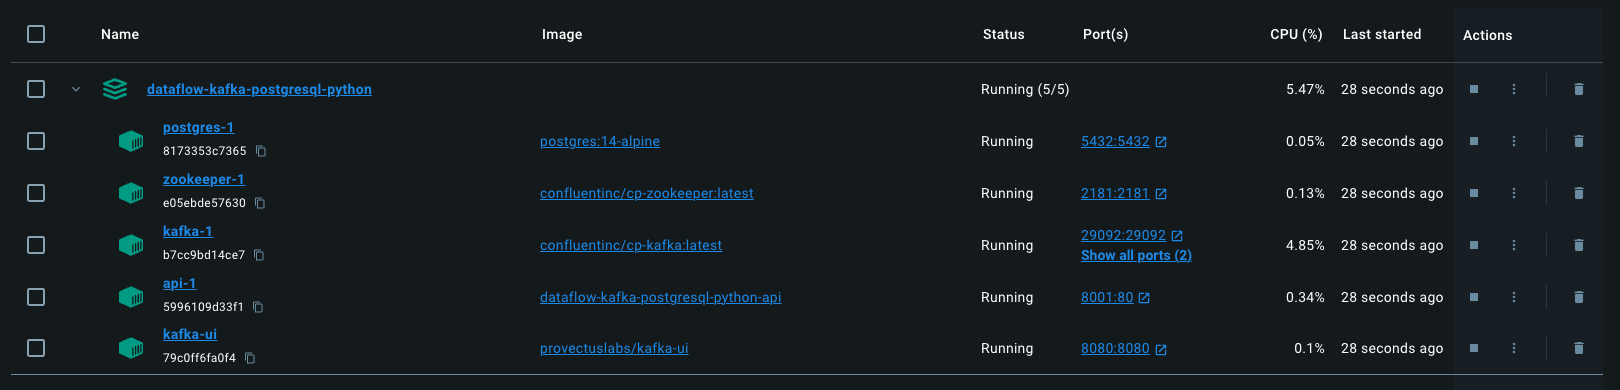 Name Image Status Port(s) CPU (%) Last started Actions
dataflow-kafka-postgresql-python Running (5/5) 5.47% 28 seconds ago
postgres-1
8173353c7365 postgres:14-alpine Running 5432:5432 0.05% 28 seconds ago
zookeeper-1
e05ebde57630 confluentinc/cp-zookeeper:latest Running 2181:2181 0.13% 28 seconds ago
kafka-1
b7cc9bd14ce7 confluentinc/cp-kafka:latest Running 29092:29092 4.85% 28 seconds ago
Show all ports (2)
api-1
5996109d33f1 dataflow-kafka-postgresql-python-api Running 8001:80 0.34% 28 seconds ago
kafka-ui
79c0ff6fa0f4 provectuslabs/kafka-ui Running 8080:8080 0.1% 28 seconds ago